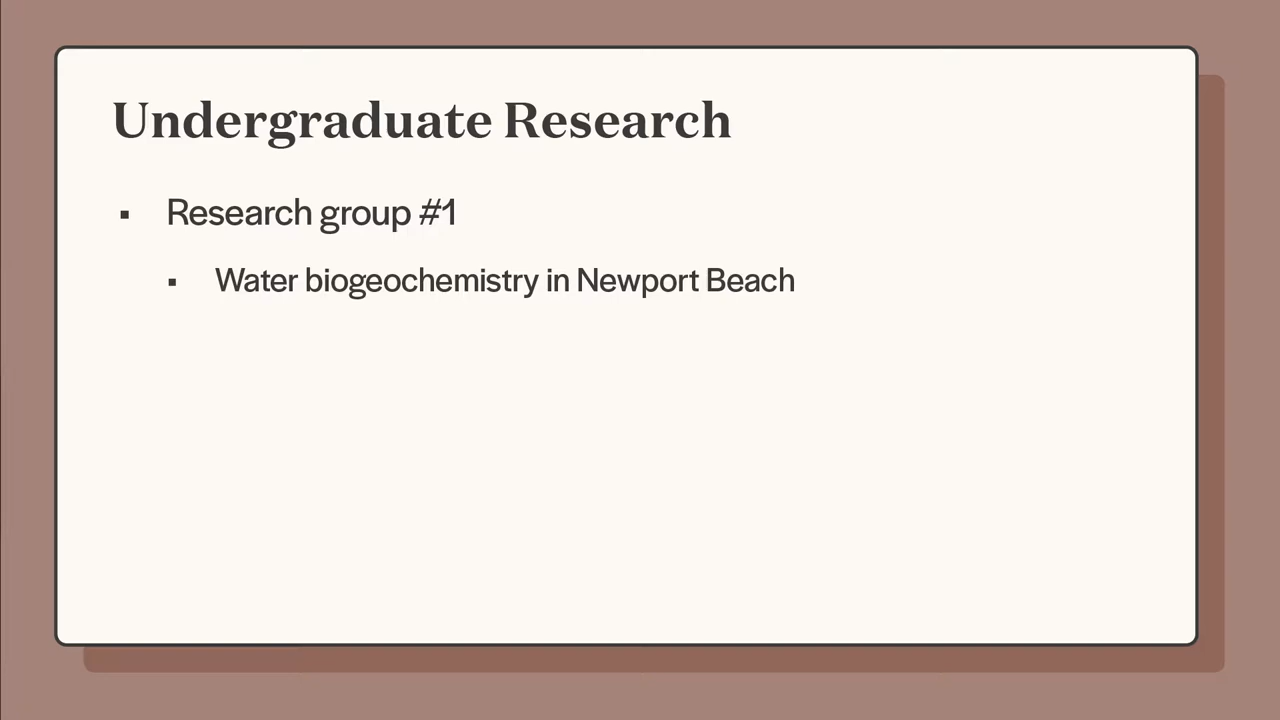 Undergraduate Research
▪ Research group #1
▪ Water biogeochemistry in Newport Beach